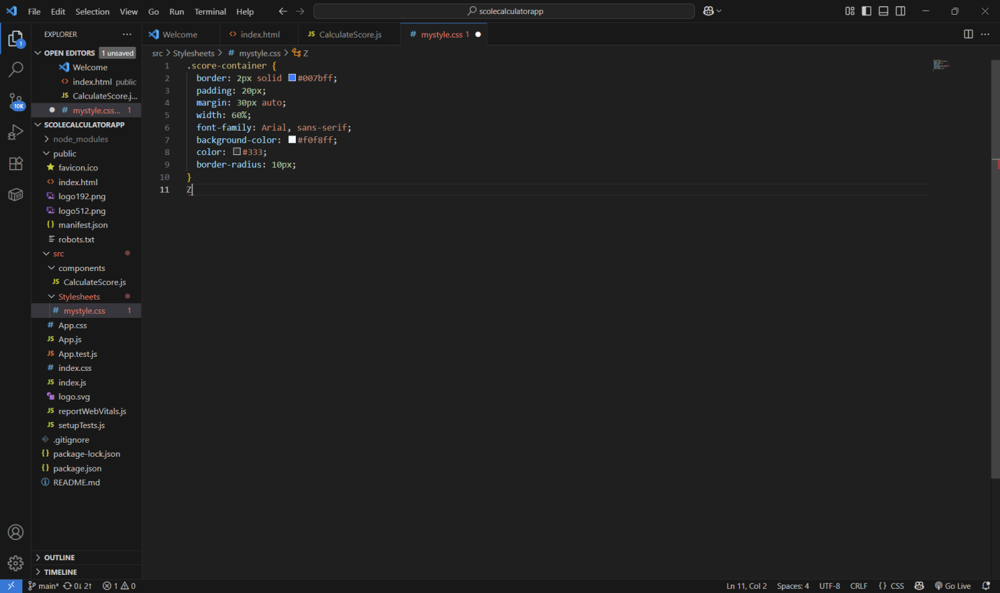 File Edit Selection View Go Run Terminal Help
scolecalculatorapp
EXPLORER
OPEN EDITORS 1 unsaved
Welcome
index.html public
CalculateScore.j...
mystyle.css... 1
SCOLECALCULATORAPP
node_modules
public
favicon.ico
index.html
logo192.png
logo512.png
manifest.json
robots.txt
src
components
CalculateScore.js
Stylesheets
mystyle.css 1
App.css
App.js
App.test.js
index.css
index.js
logo.svg
reportWebVitals.js
setupTests.js
.gitignore
package-lock.json
package.json
README.md
OUTLINE
TIMELINE
1
10K
Welcome index.html CalculateScore.js mystyle.css 1
src > Stylesheets > # mystyle.css > Z
1 .score-container {
2 border: 2px solid #007bff;
3 padding: 20px;
4 margin: 30px auto;
5 width: 60%;
6 font-family: Arial, sans-serif;
7 background-color: #f0f8ff;
8 color: #333;
9 border-radius: 10px;
10 }
11 Z
main* 0↓ 2↑ 1 0 Ln 11, Col 2 Spaces: 4 UTF-8 CRLF {} CSS Go Live